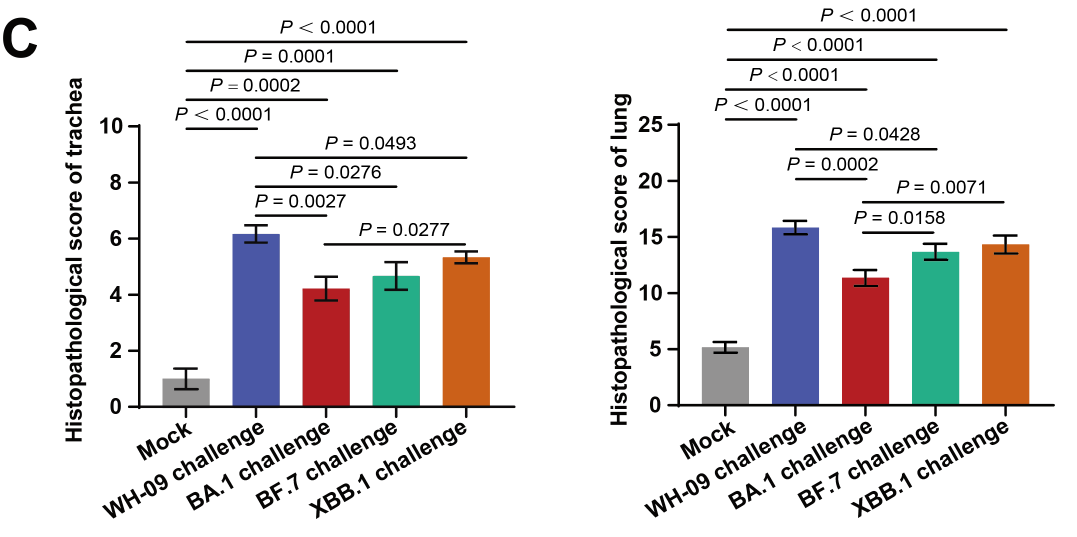 C
Histopathological score of trachea
P < 0.0001
P = 0.0001
P = 0.0002
P < 0.0001
P = 0.0493
P = 0.0276
P = 0.0027
P = 0.0277
10
8
6
4
2
0
Mock
WH-09 challenge
BA.1 challenge
BF.7 challenge
XBB.1 challenge
Histopathological score of lung
P < 0.0001
P < 0.0001
P < 0.0001
P < 0.0001
P = 0.0428
P = 0.0002
P = 0.0071
P = 0.0158
25
20
15
10
5
0
Mock
WH-09 challenge
BA.1 challenge
BF.7 challenge
XBB.1 challenge